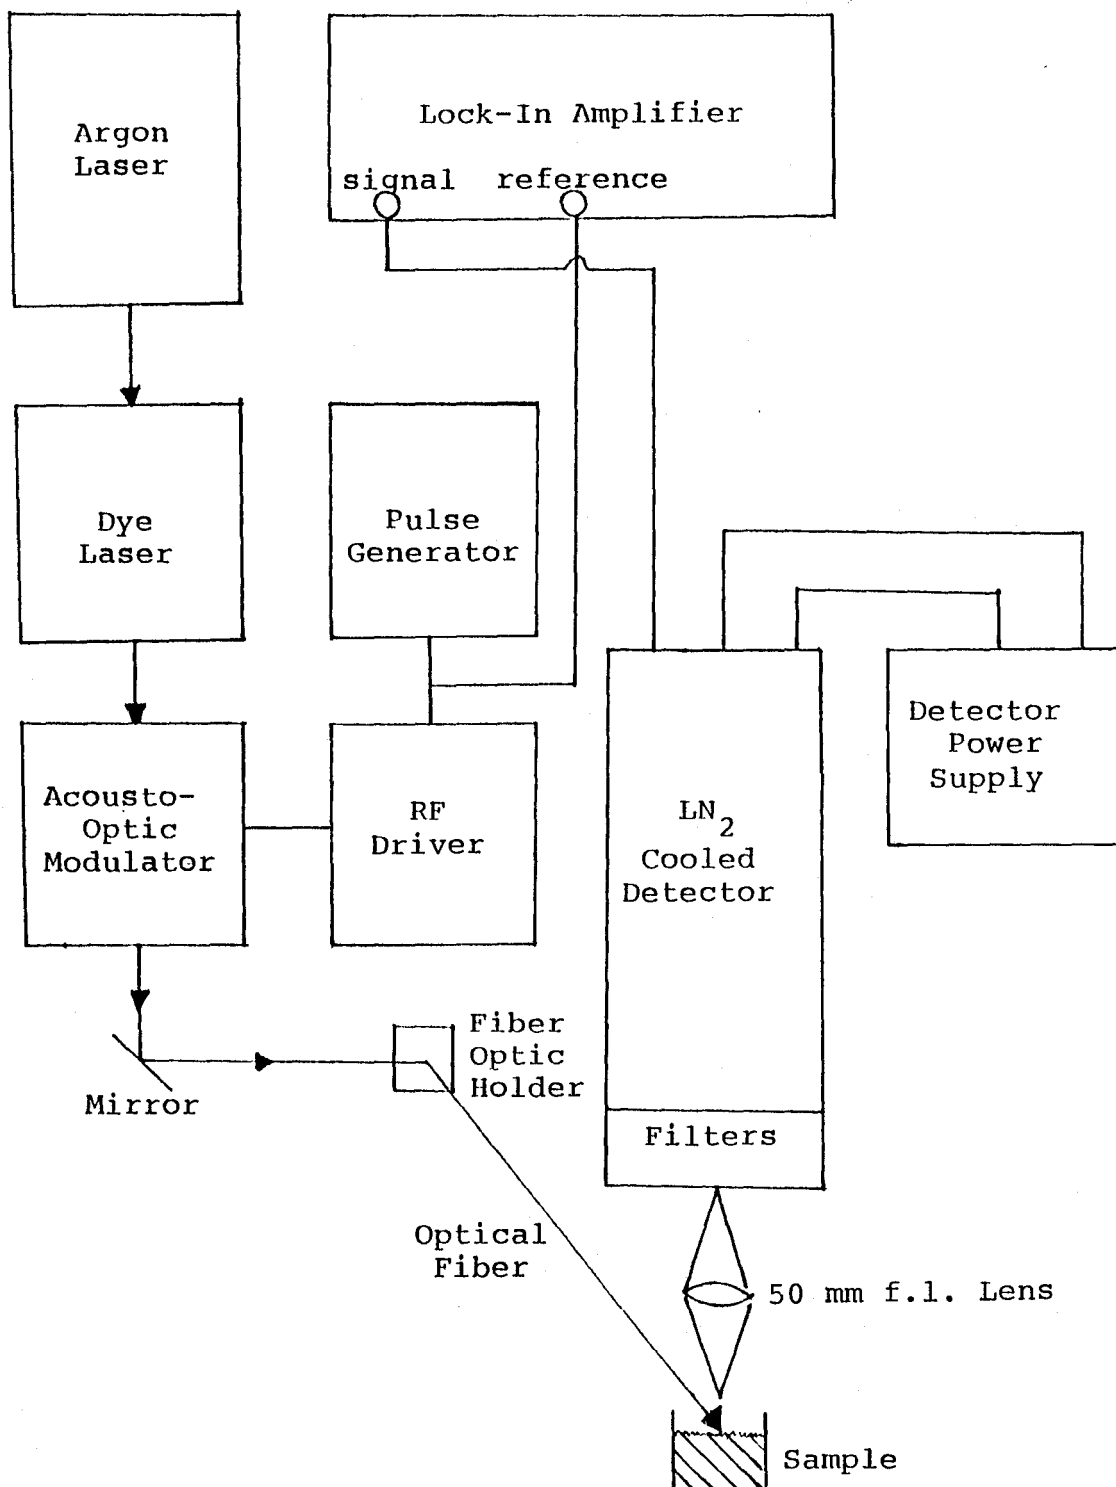 Argon
Laser
Lock-In Amplifier
signal reference
Dye
Laser
Pulse
Generator
Acousto-
Optic
Modulator
RF
Driver
LN2
Cooled
Detector
Detector
Power
Supply
Mirror
Fiber
Optic
Holder
Filters
Optical
Fiber
50 mm f.l. Lens
Sample